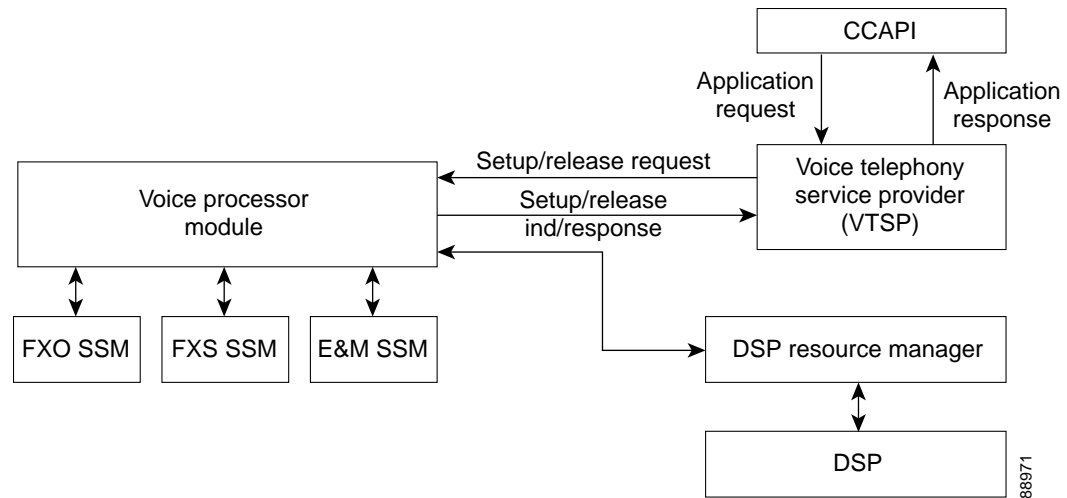 CCAPI
Application
request
Application
response
Setup/release request
Voice telephony
service provider
(VTSP)
Voice processor
module
Setup/release
ind/response
FXO SSM
FXS SSM
E&M SSM
DSP resource manager
DSP
88971